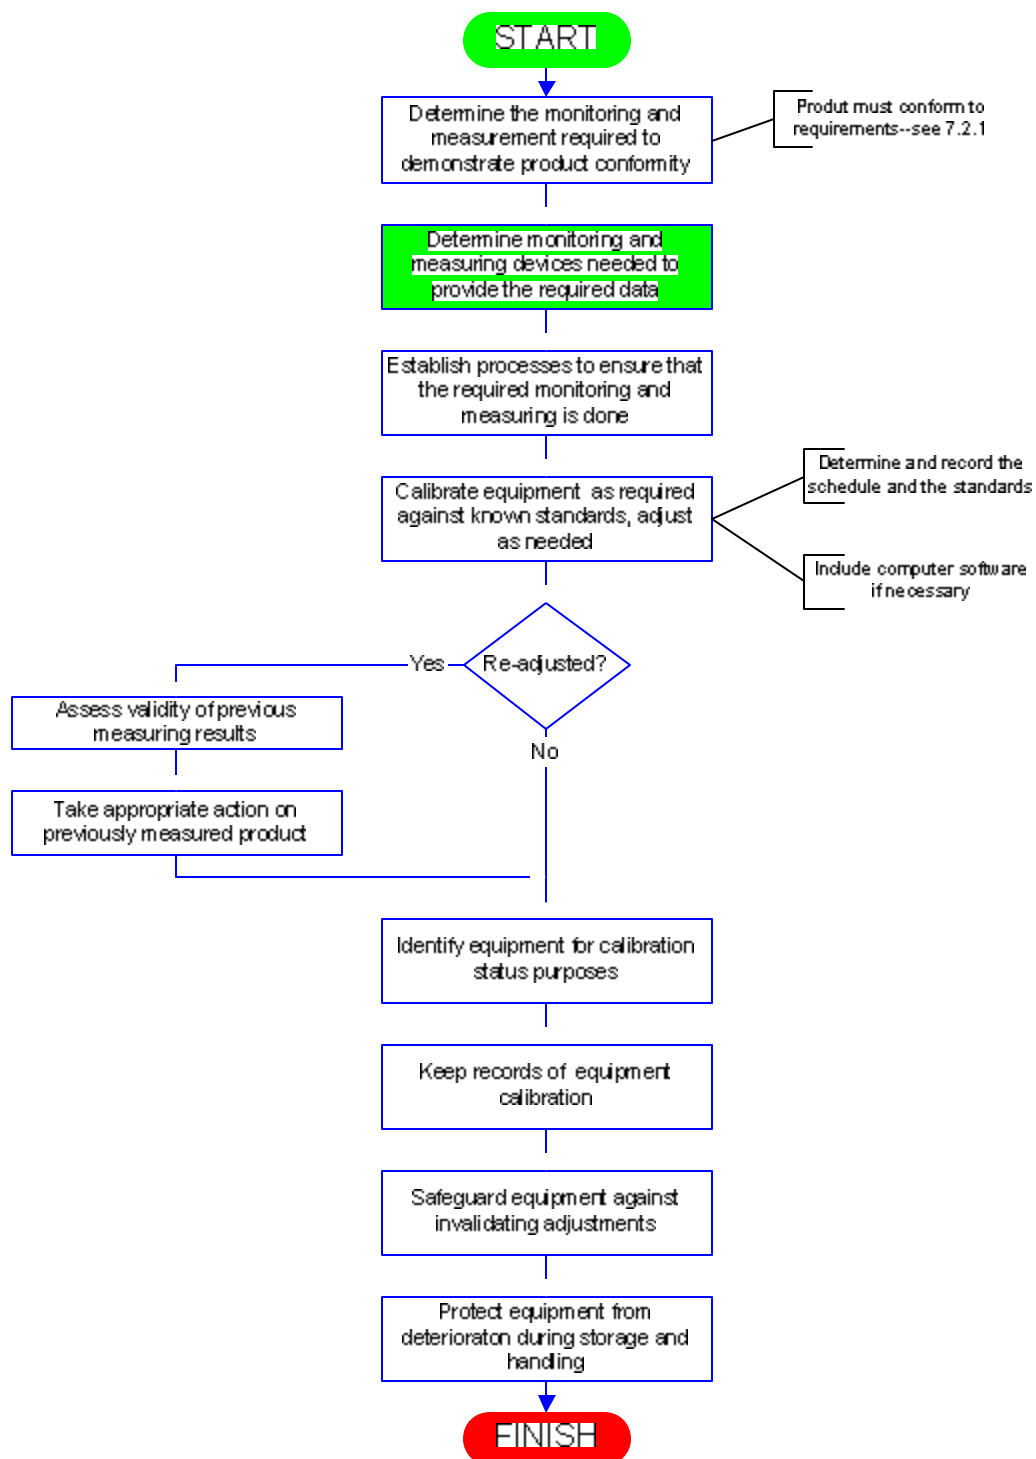 START
Determine the monitoring and
measurement required to
demonstrate product conformity
Produt must conform to
requirements--see 7.2.1
Determine monitoring and
measuring devices needed to
provide the required data
Establish processes to ensure that
the required monitoring and
measuring is done
Calibrate equipment as required
against known standards, adjust
as needed
Determine and record the
schedule and the standards
Include computer software
if necessary
Re-adjusted?
Yes
No
Assess validity of previous
measuring results
Take appropriate action on
previously measured product
Identify equipment for calibration
status purposes
Keep records of equipment
calibration
Safeguard equipment against
invalidating adjustments
Protect equipment from
deterioraton during storage and
handling
FINISH